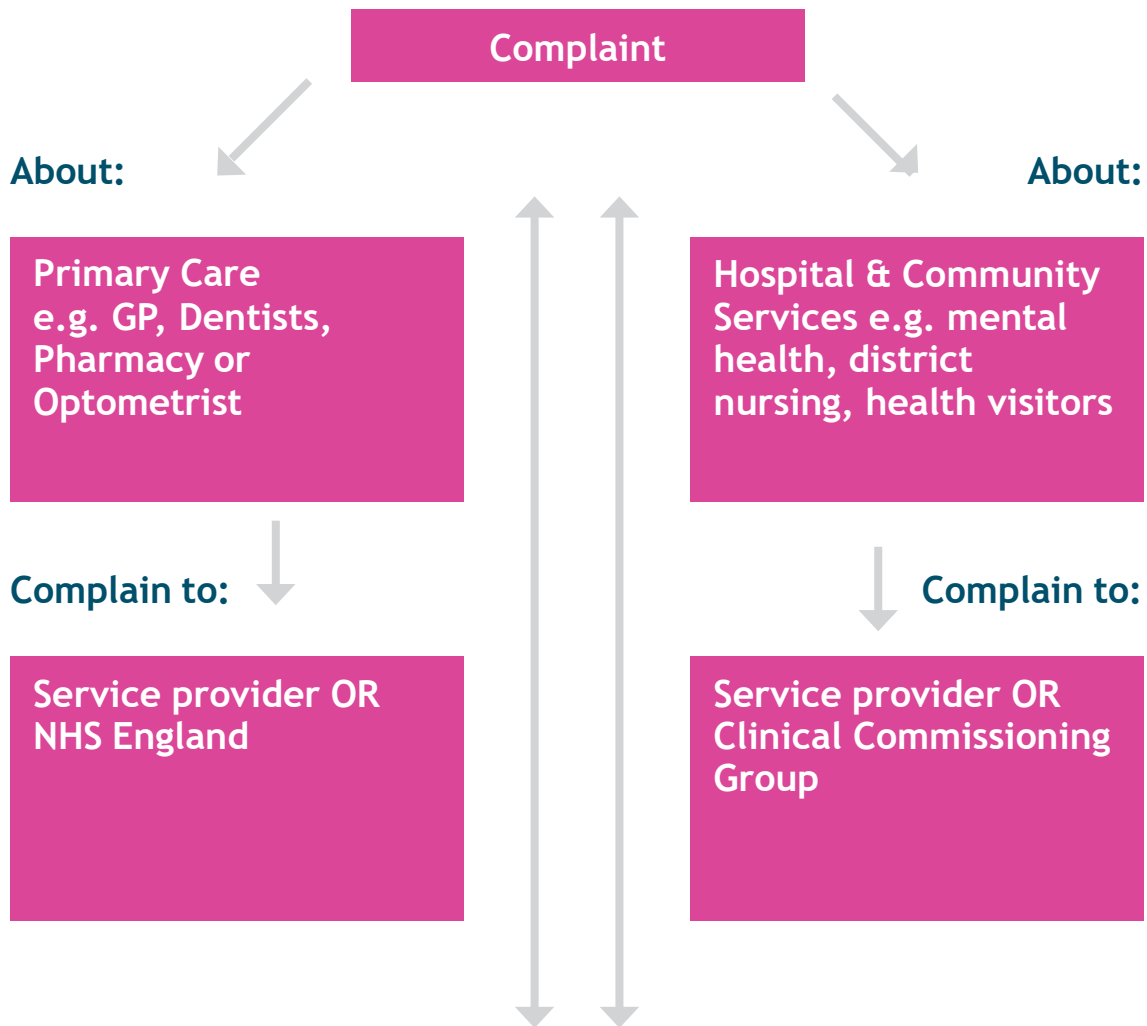 Complaint
About:
About:
Primary Care
e.g. GP, Dentists,
Pharmacy or
Optometrist
Hospital & Community
Services e.g. mental
health, district
nursing, health visitors
Complain to:
Complain to:
Service provider OR
NHS England
Service provider OR
Clinical Commissioning
Group